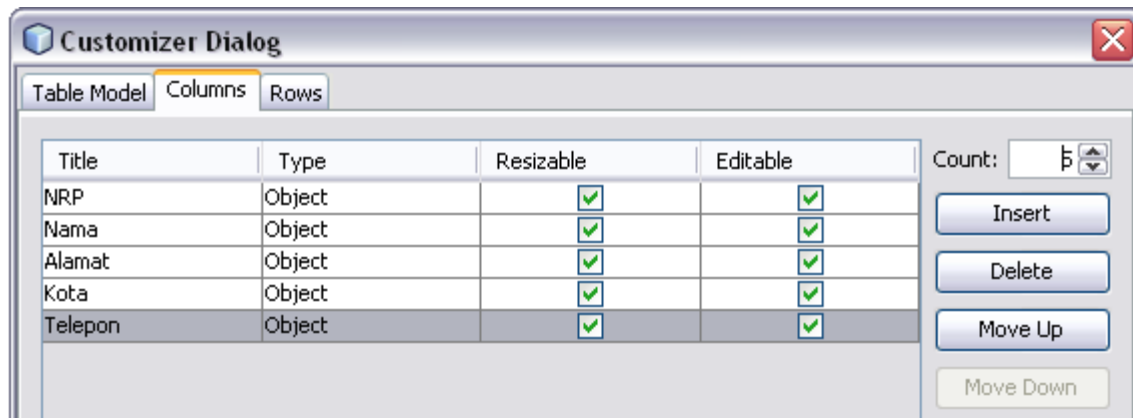 Customizer Dialog
Table Model Columns Rows
Title Type Resizable Editable Count: 5
NRP Object
Nama Object Insert
Alamat Object
Kota Object Delete
Telepon Object Move Up
Move Down